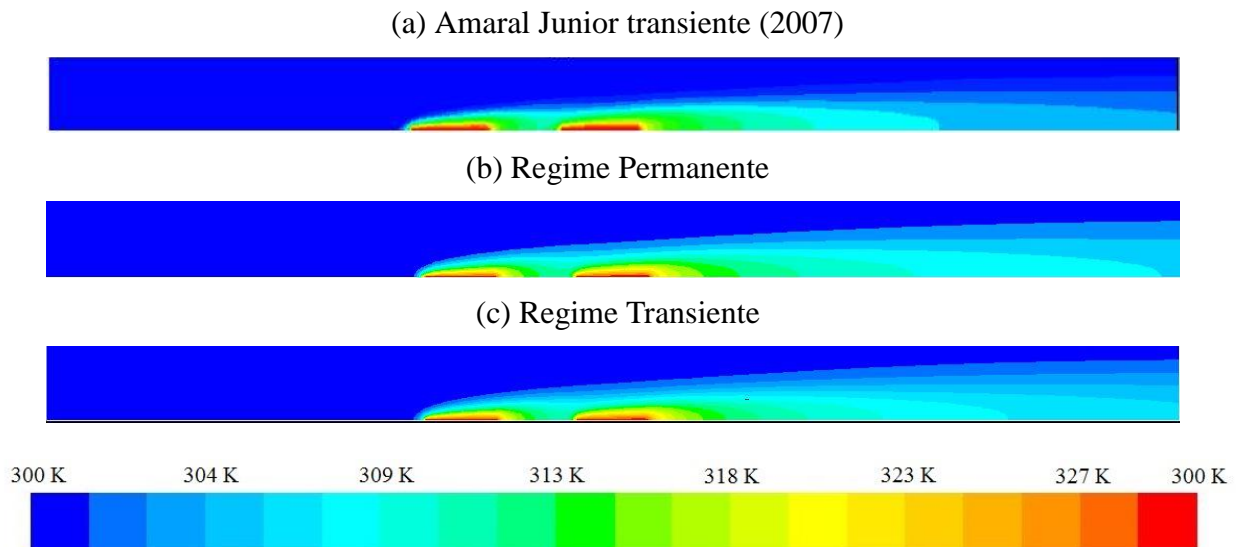 (a) Amaral Junior transiente (2007)
(b) Regime Permanente
(c) Regime Transiente
300 K 304 K 309 K 313 K 318 K 323 K 327 K 300 K